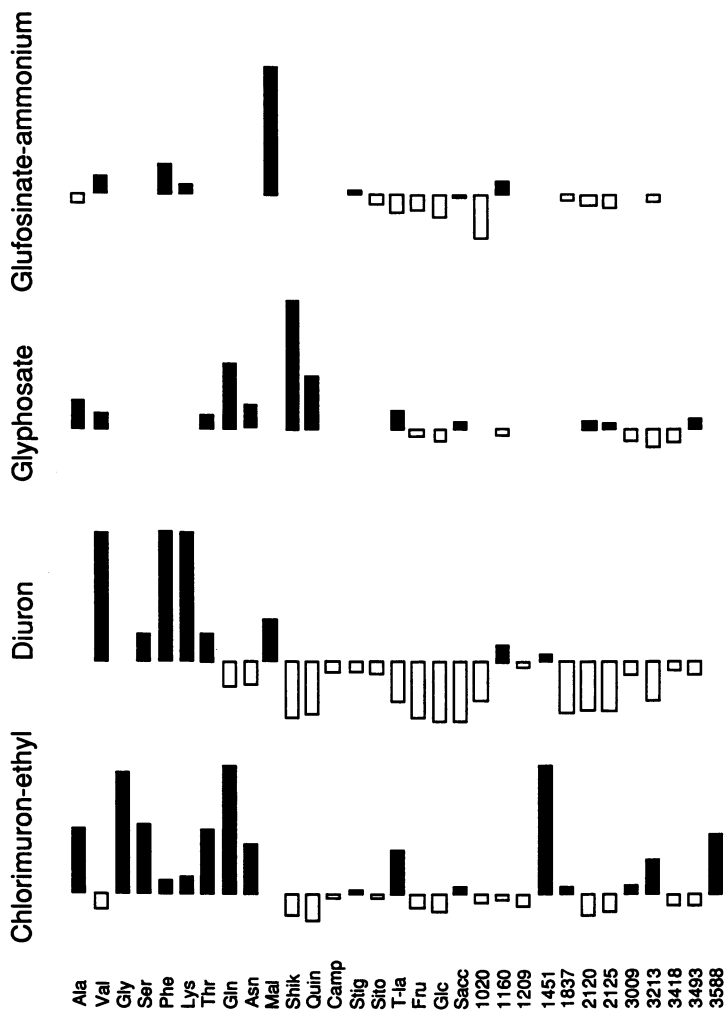 Glufosinate-ammonium
Glyphosate
Diuron
Chlorimuron-ethyl
Ala
Val
Gly
Ser
Phe
Lys
Thr
Gln
Asn
Mal
Shik
Quin
Camp
Stig
Sito
T-la
Fru
Glc
Sacc
1020
1160
1209
1451
1837
2120
2125
3009
3213
3418
3493
3588